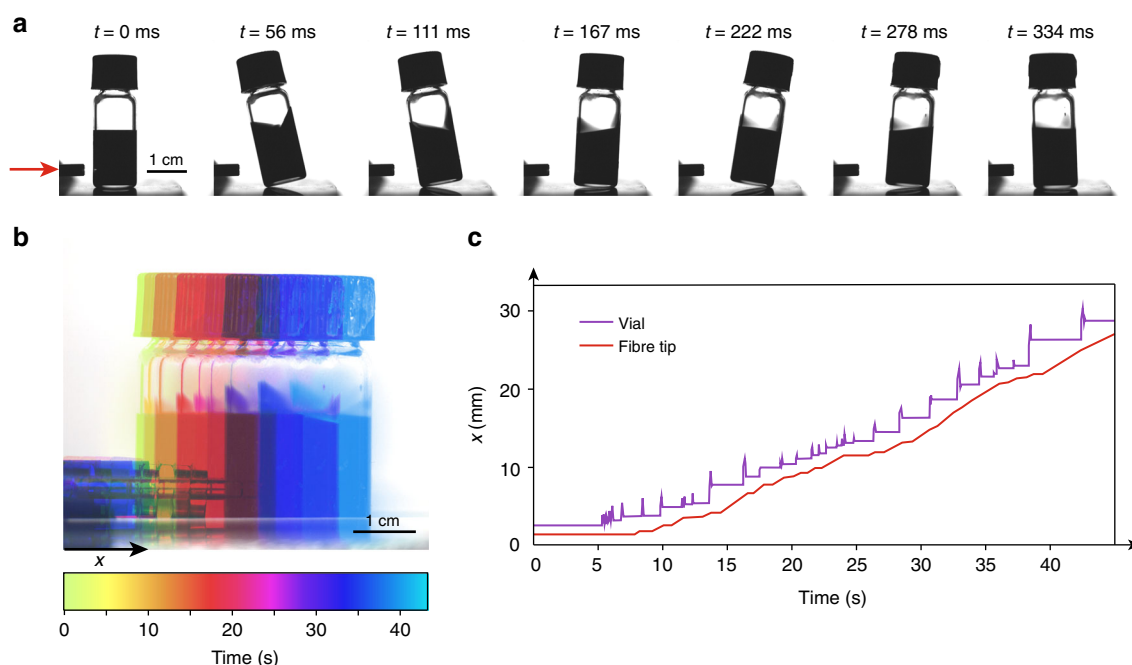 a
t = 0 ms
t = 56 ms
t = 111 ms
t = 167 ms
t = 222 ms
t = 278 ms
t = 334 ms
1 cm
b
1 cm
x
0 10 20 30 40
Time (s)
c
30
20
10
0
x (mm)
Vial
Fibre tip
0 5 10 15 20 25 30 35 40
Time (s)